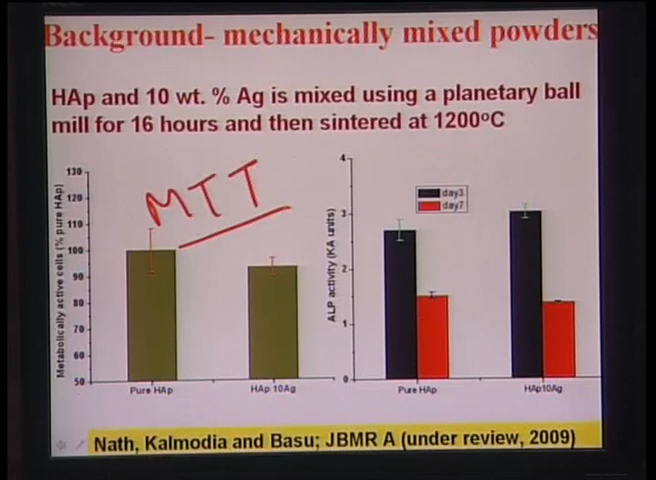 Background- mechanically mixed powders
HAp and 10 wt. % Ag is mixed using a planetary ball
mill for 16 hours and then sintered at 1200ºC
MTT
Metabolically active cells (% pure HAp)
130
120
110
100
90
80
70
60
50
Pure HAp
HAp 10Ag
ALP activity (KA units)
4
3
2
1
0
day3
day7
Pure HAp
HAp10Ag
Nath, Kalmodia and Basu; JBMR A (under review, 2009)